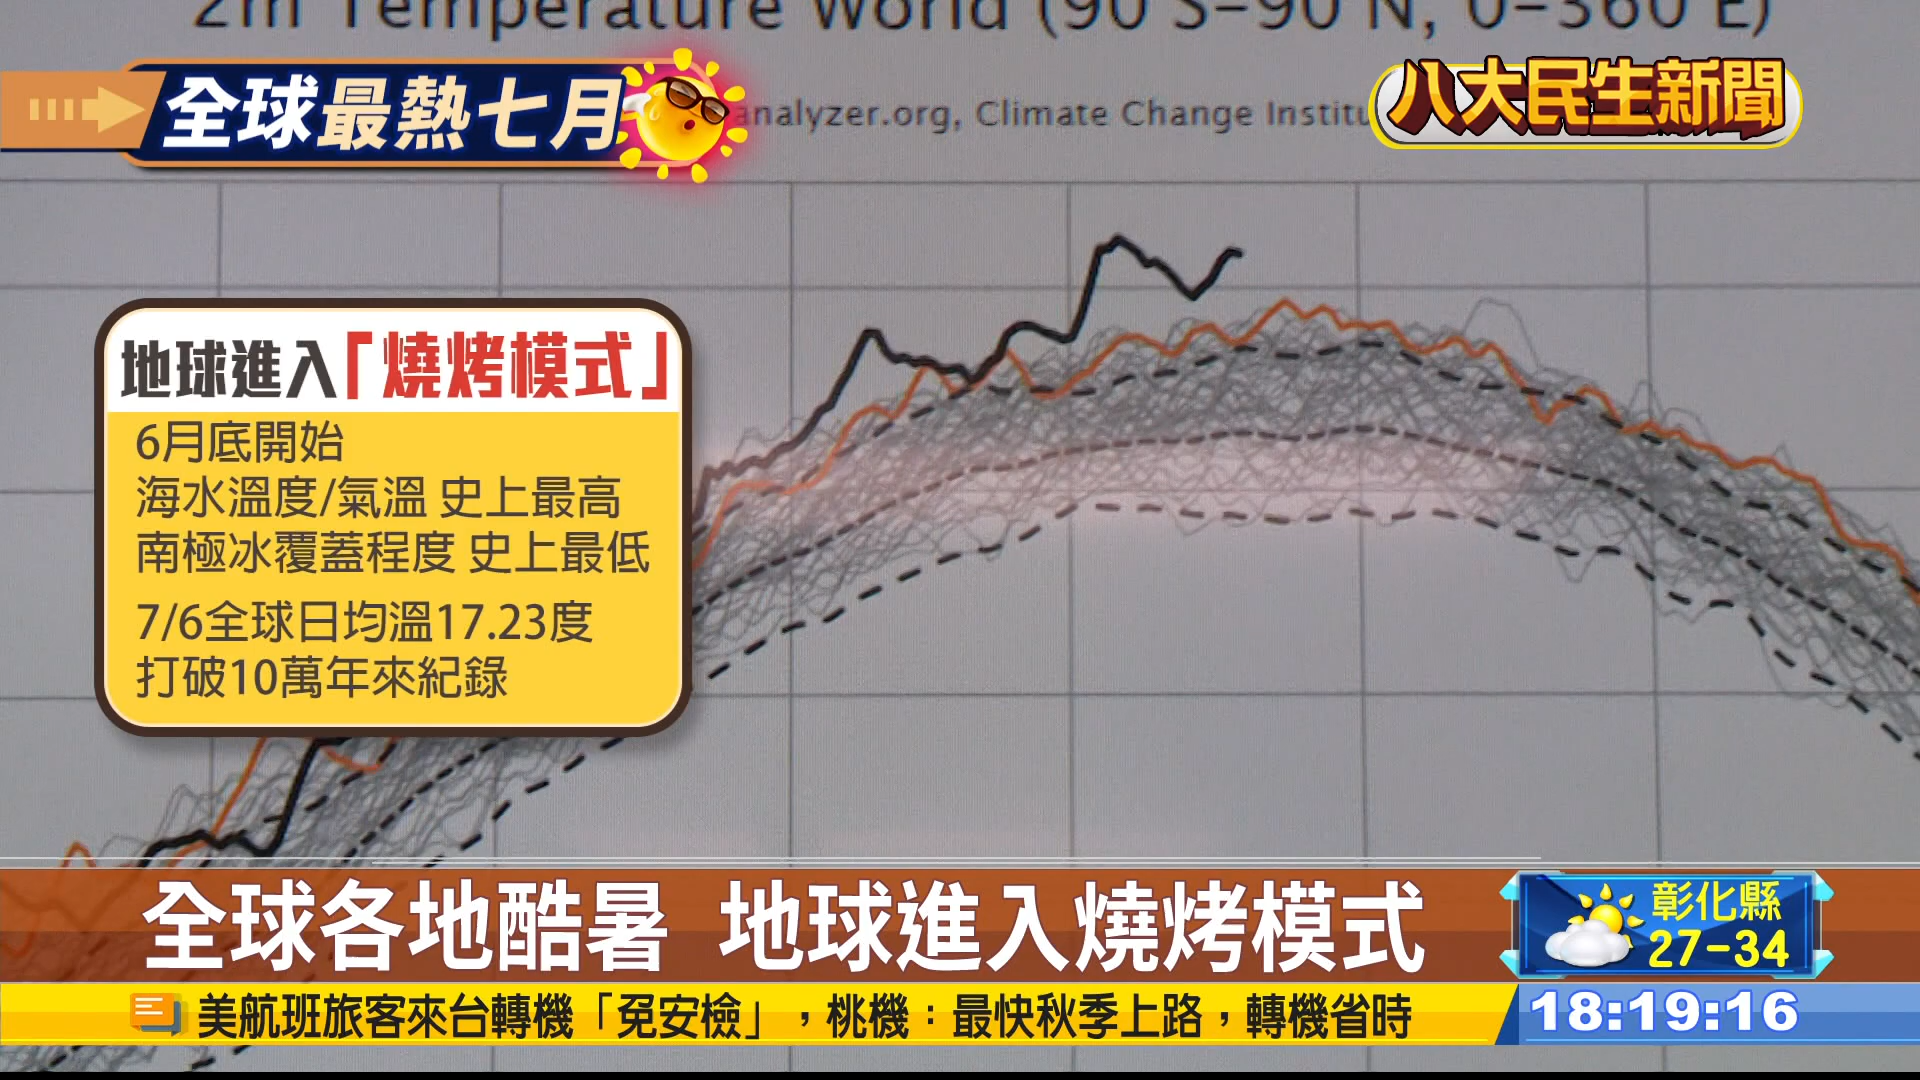 2m Temperature World (90°S-90°N, 0-360°E)
全球最熱七月
analyzer.org, Climate Change Institu
八大民生新聞
地球進入「燒烤模式」
6月底開始
海水溫度/氣溫 史上最高
南極冰覆蓋程度 史上最低
7/6全球日均溫17.23度
打破10萬年來紀錄
全球各地酷暑 地球進入燒烤模式
彰化縣
27-34
美航班旅客來台轉機「免安檢」，桃機：最快秋季上路，轉機省時
18:19:16